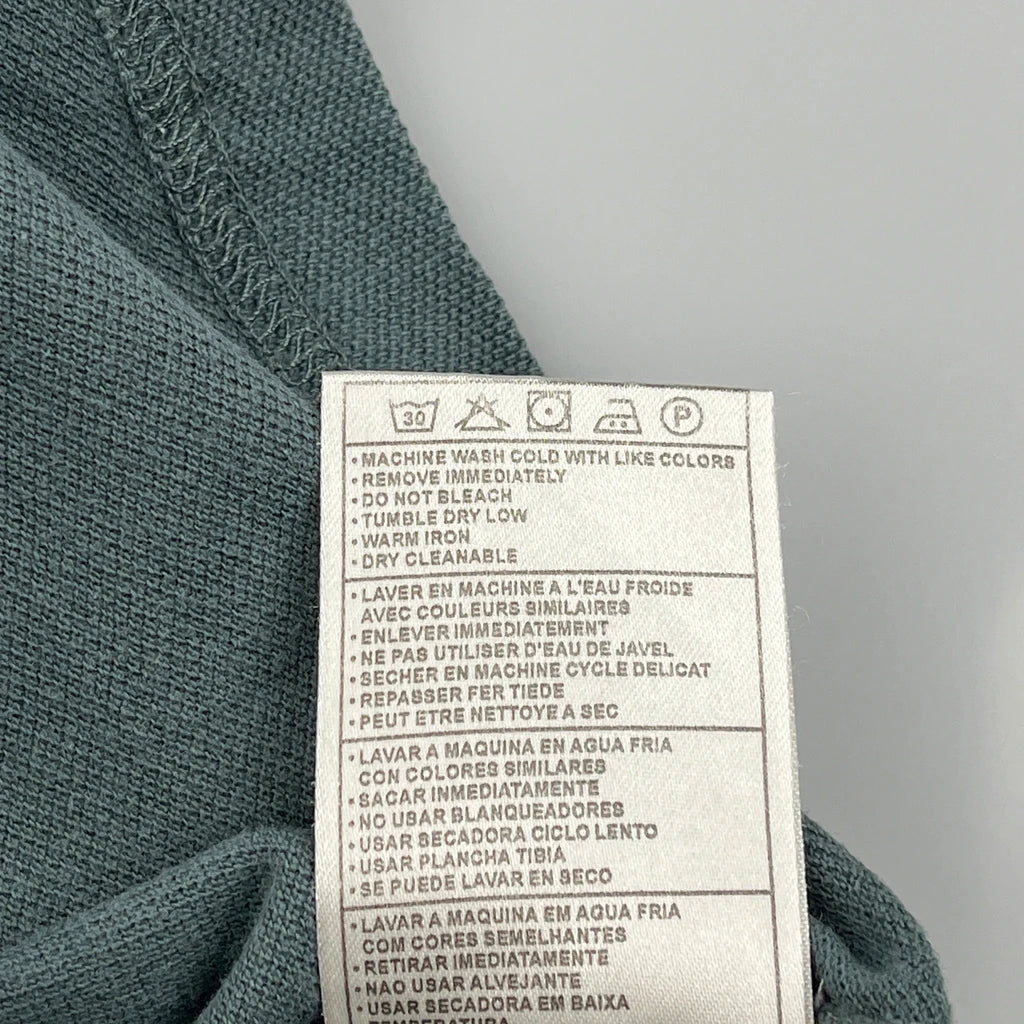 30 P
• MACHINE WASH COLD WITH LIKE COLORS
• REMOVE IMMEDIATELY
• DO NOT BLEACH
• TUMBLE DRY LOW
• WARM IRON
• DRY CLEANABLE
• LAVER EN MACHINE A L'EAU FROIDE
AVEC COULEURS SIMILAIRES
• ENLEVER IMMEDIATEMENT
• NE PAS UTILISER D'EAU DE JAVEL
• SECHER EN MACHINE CYCLE DELICAT
• REPASSER FER TIEDE
• PEUT ETRE NETTOYE A SEC
• LAVAR A MAQUINA EN AGUA FRIA
CON COLORES SIMILARES
• SACAR INMEDIATAMENTE
• NO USAR BLANQUEADORES
• USAR SECADORA CICLO LENTO
• USAR PLANCHA TIBIA
• SE PUEDE LAVAR EN SECO
• LAVAR A MAQUINA EM AGUA FRIA
COM CORES SEMELHANTES
• RETIRAR IMEDIATAMENTE
• NAO USAR ALVEJANTE
• USAR SECADORA EM BAIXA
TEMPERATURA